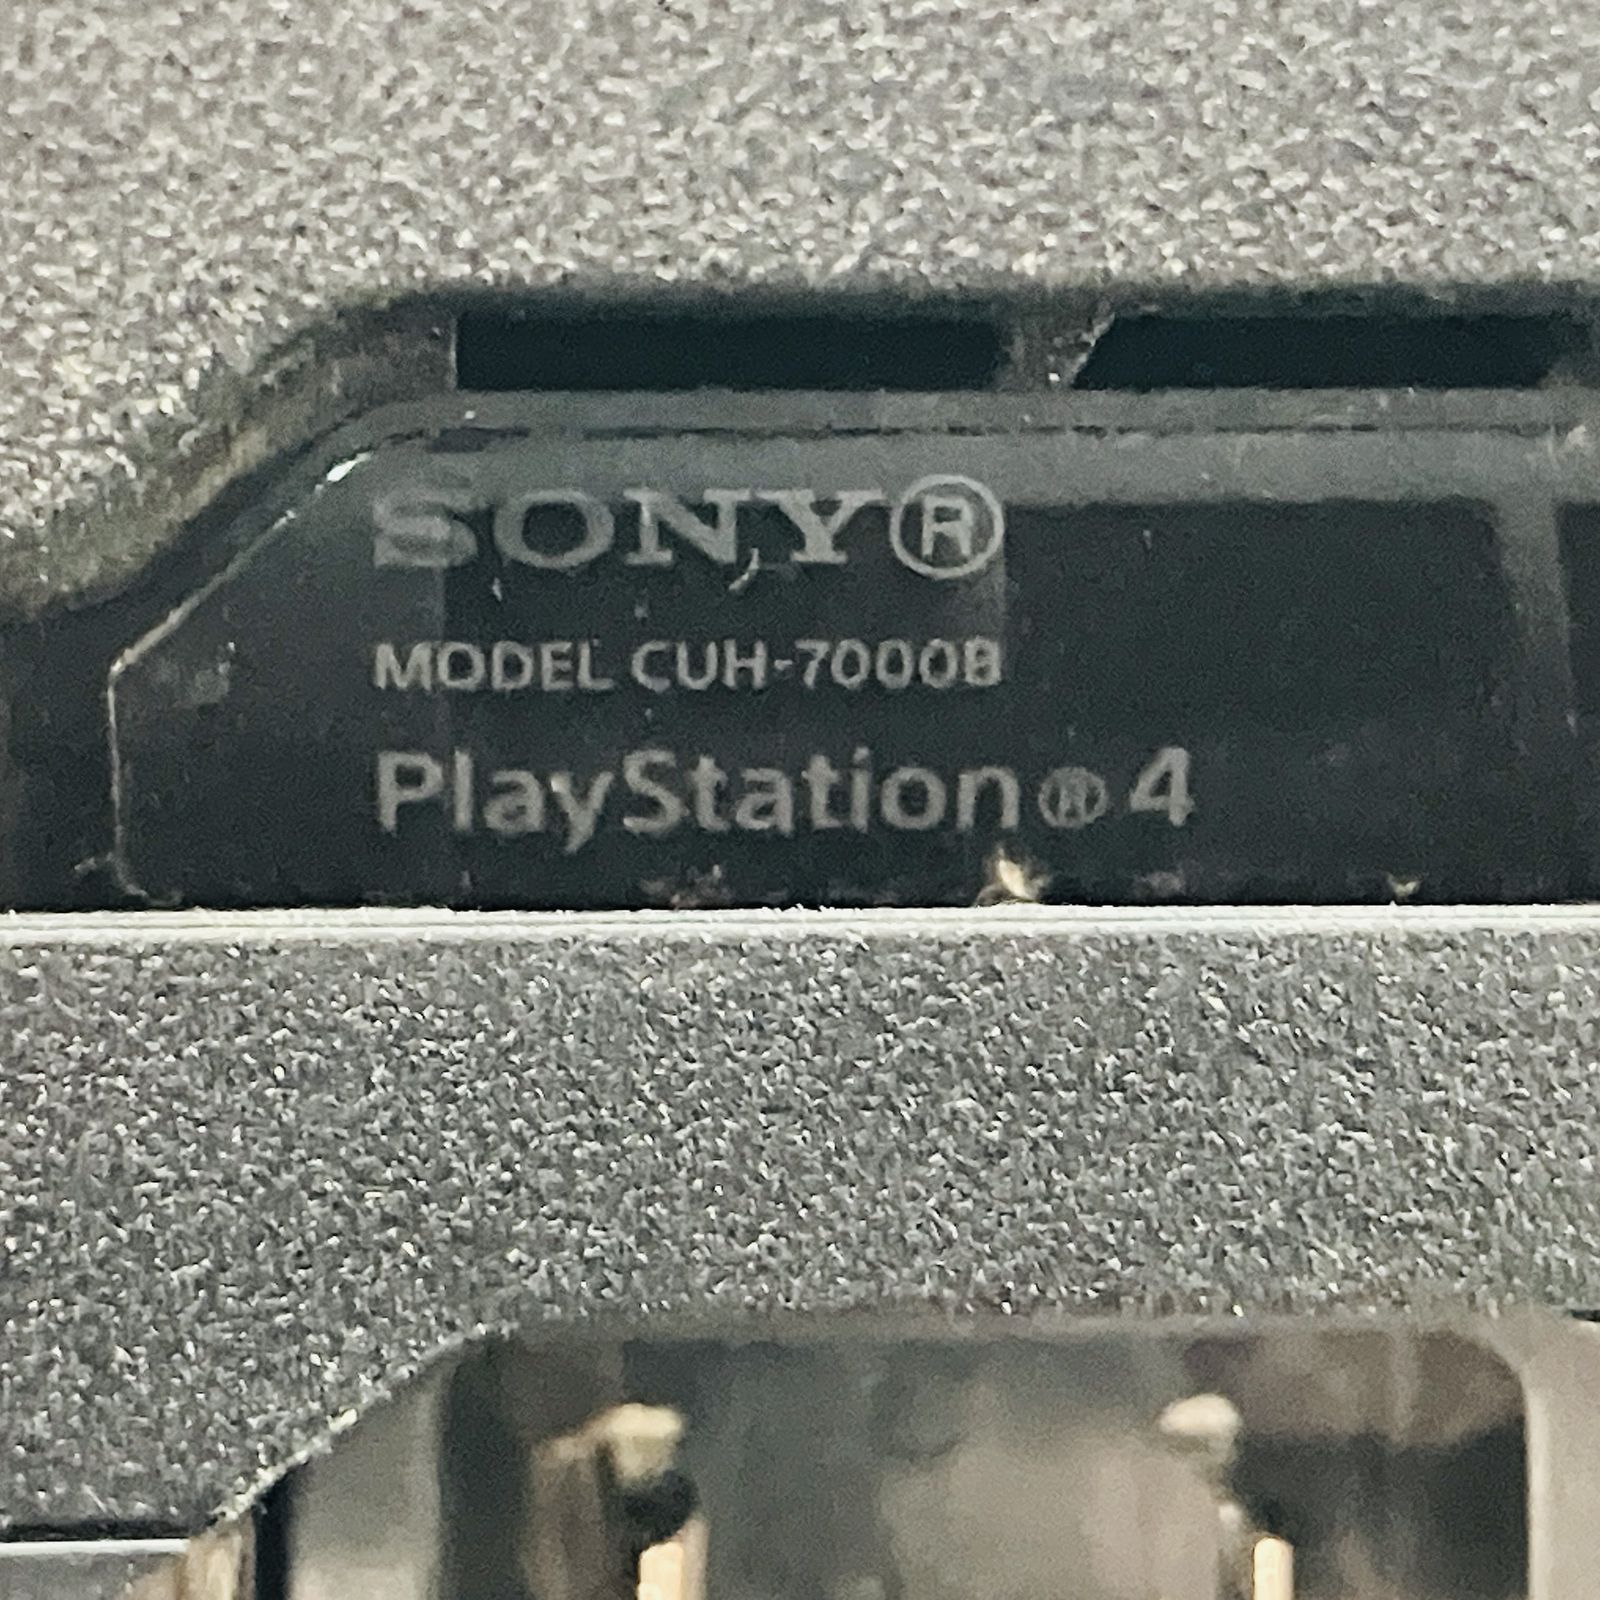 SONY®
MODEL CUH-7000B
PlayStation®4